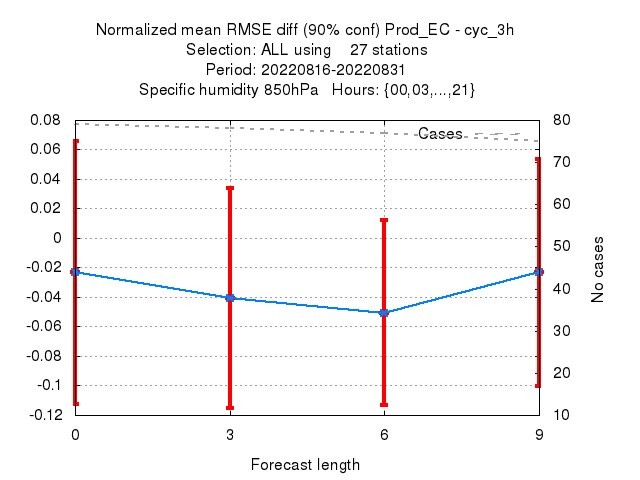 Normalized mean RMSE diff (90% conf) Prod_EC - cyc_3h
Selection: ALL using 27 stations
Period: 20220816-20220831
Specific humidity 850hPa Hours: {00,03,...,21}
0.08
0.06
0.04
0.02
0
-0.02
-0.04
-0.06
-0.08
-0.1
-0.12
Cases
80
70
60
50
40
30
20
10
No cases
0 3 6 9
Forecast length